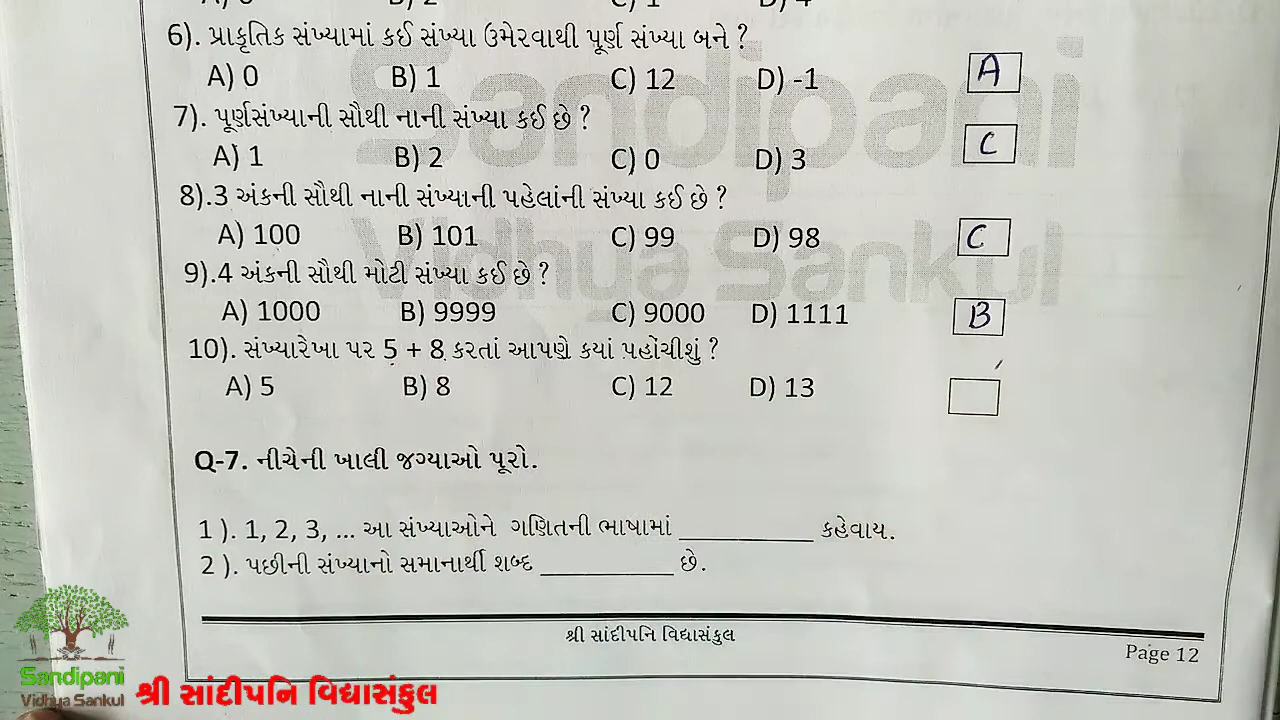 6). પ્રાકૃતિક સંખ્યામાં કઈ સંખ્યા ઉમેરવાથી પૂર્ણ સંખ્યા બને ?
A) 0 B) 1 C) 12 D) -1 A
7). પૂર્ણસંખ્યાની સૌથી નાની સંખ્યા કઈ છે ?
A) 1 B) 2 C) 0 D) 3 C
8).3 અંકની સૌથી નાની સંખ્યાની પહેલાંની સંખ્યા કઈ છે ?
A) 100 B) 101 C) 99 D) 98 C
9).4 અંકની સૌથી મોટી સંખ્યા કઈ છે ?
A) 1000 B) 9999 C) 9000 D) 1111 B
10). સંખ્યારેખા પર 5 + 8 કરતાં આપણે કયાં પહોંચીશું ?
A) 5 B) 8 C) 12 D) 13
Q-7. નીચેની ખાલી જગ્યાઓ પૂરો.
1 ). 1, 2, 3, ... આ સંખ્યાઓને ગણિતની ભાષામાં __________ કહેવાય.
2 ). પછીની સંખ્યાનો સમાનાર્થી શબ્દ __________ છે.
શ્રી સાંદીપનિ વિદ્યાસંકુલ
Page 12
Sandipani
Vidhya Sankul
Sandipani
Vidhya Sankul
શ્રી સાંદીપનિ વિદ્યાસંકુલ